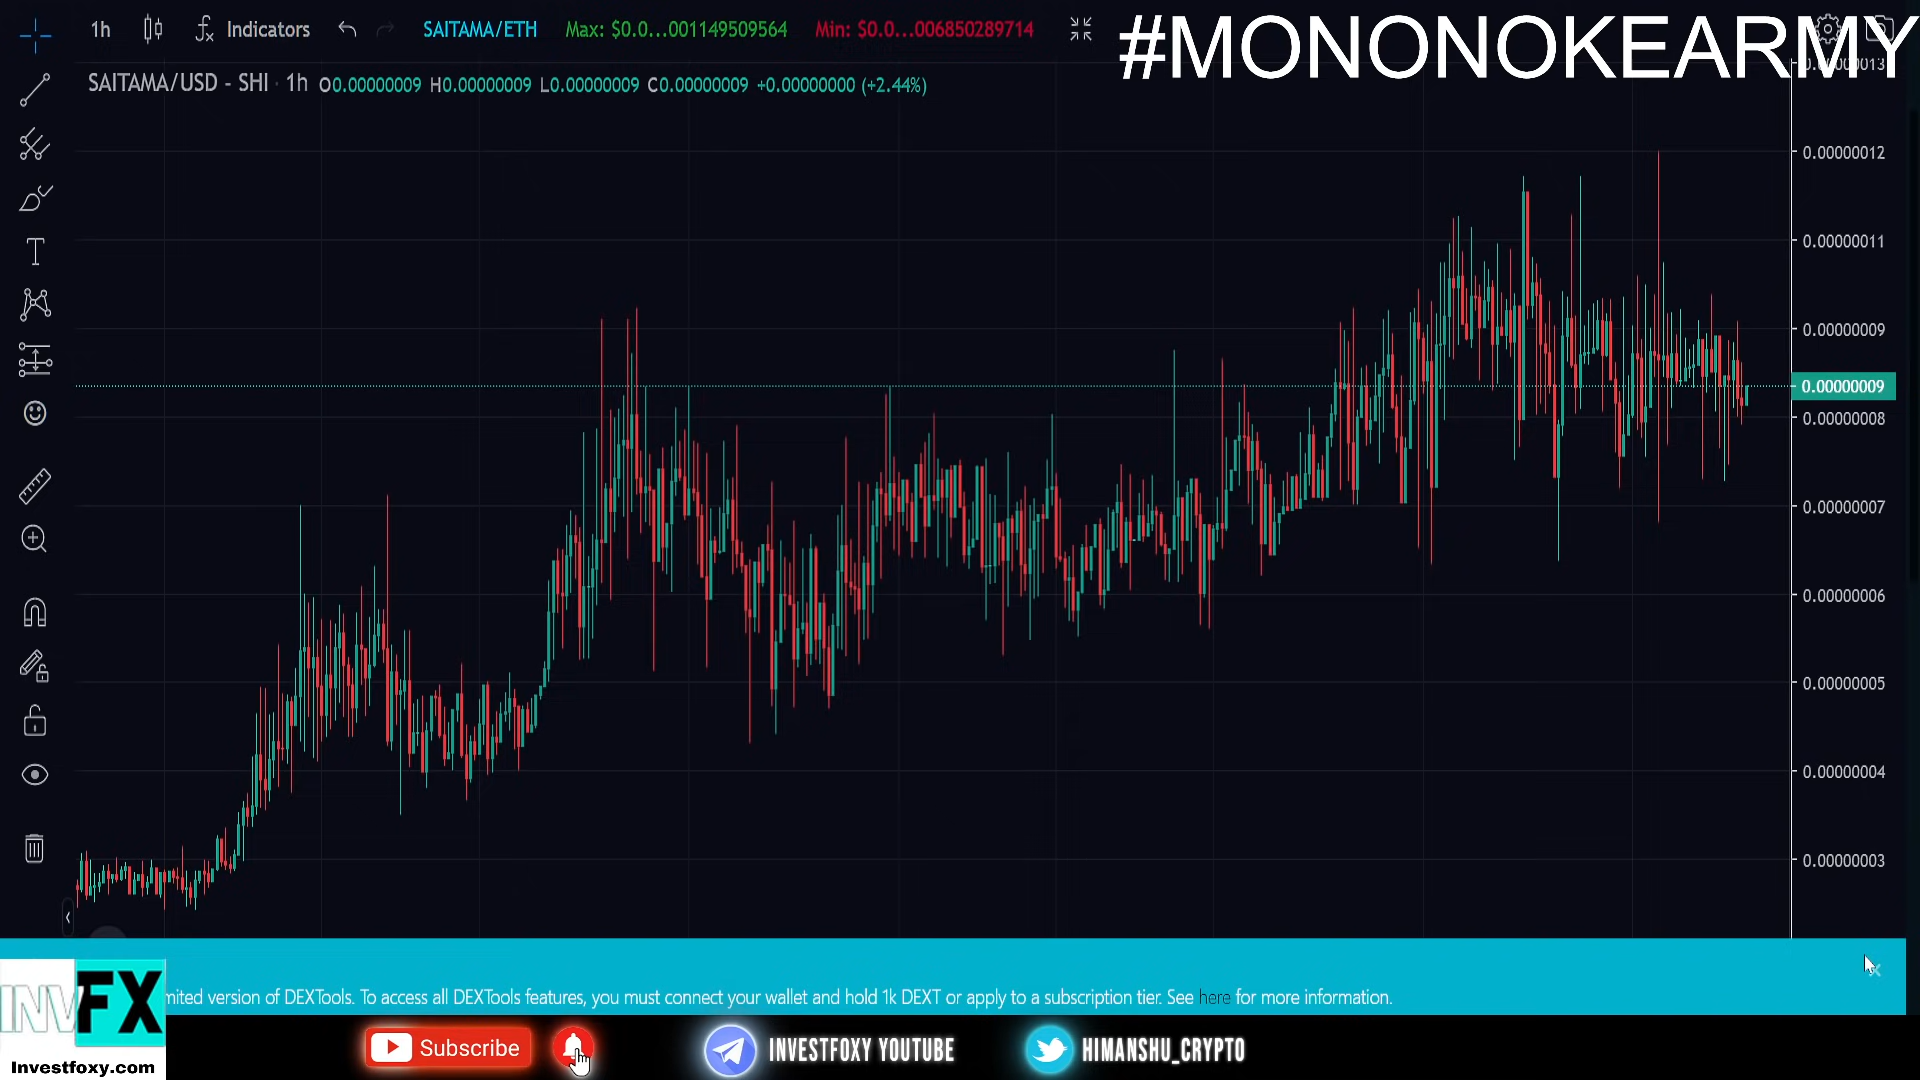 #MONONOKEARMY
1h
Indicators
SAITAMA/ETH
Max: $0.0...001149509564
Min: $0.0...006850289714
SAITAMA/USD - SHI · 1h O0.00000009 H0.00000009 L0.00000009 C0.00000009 +0.00000000 (+2.44%)
0.00000012
0.00000011
0.00000009
0.00000009
0.00000008
0.00000007
0.00000006
0.00000005
0.00000004
0.00000003
mited version of DEXTools. To access all DEXTools features, you must connect your wallet and hold 1k DEXT or apply to a subscription tier. See here for more information.
INVFX
Investfoxy.com
Subscribe
INVESTFOXY YOUTUBE
HIMANSHU_CRYPTO